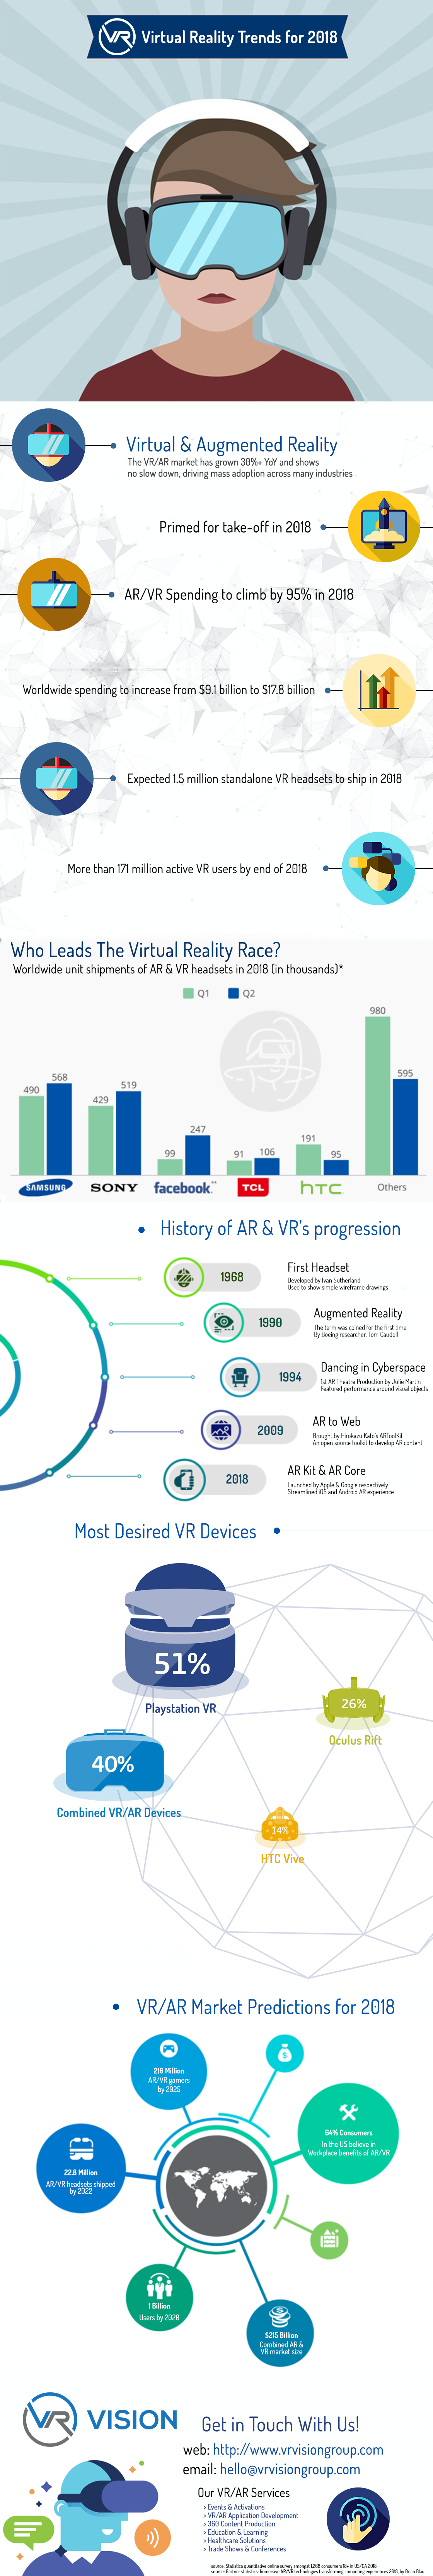 VR Virtual Reality Trends for 2018
Virtual & Augmented Reality
The VR/AR market has grown 30%+ YoY and shows
no slow down, driving mass adoption across many industries
Primed for take-off in 2018
AR/VR Spending to climb by 95% in 2018
Worldwide spending to increase from $9.1 billion to $17.8 billion
Expected 1.5 million standalone VR headsets to ship in 2018
More than 171 million active VR users by end of 2018
Who Leads The Virtual Reality Race?
Worldwide unit shipments of AR & VR headsets in 2018 (in thousands)*
Q1 Q2
490 568
429 519
99 247
91 106
191 95
980 595
SAMSUNG SONY facebook.** TCL hTC Others
History of AR & VR's progression
1968
First Headset
Developed by Ivan Sutherland
Used to show simple wireframe drawings
1990
Augmented Reality
The term was coined for the first time
By Boeing researcher, Tom Caudell
1994
Dancing in Cyberspace
1st AR Theatre Production by Julie Martin
Featured performance around visual objects
2009
AR to Web
Brought by Hirokazu Kato's ARToolKit
An open source toolkit to develop AR content
2018
AR Kit & AR Core
Launched by Apple & Google respectively
Streamlined iOS and Android AR experience
Most Desired VR Devices
51%
Playstation VR
26%
Oculus Rift
40%
Combined VR/AR Devices
14%
HTC Vive
VR/AR Market Predictions for 2018
216 Million
AR/VR gamers
by 2025
$
64% Consumers
In the US believe in
Workplace benefits of AR/VR
22.8 Million
AR/VR headsets shipped
by 2022
1 Billion
Users by 2020
$215 Billion
Combined AR &
VR market size
VR VISION
Get in Touch With Us!
web: http://www.vrvisiongroup.com
email: hello@vrvisiongroup.com
Our VR/AR Services
> Events & Activations
> VR/AR Application Development
> 360 Content Production
> Education & Learning
> Healthcare Solutions
> Trade Shows & Conferences
source: Statistica quantitative online survey amongst 1,268 consumers 18+ in US/CA 2018
source: Gartner statistics: Immersive AR/VR technologies transforming computing experiences 2018, by Brian Blau